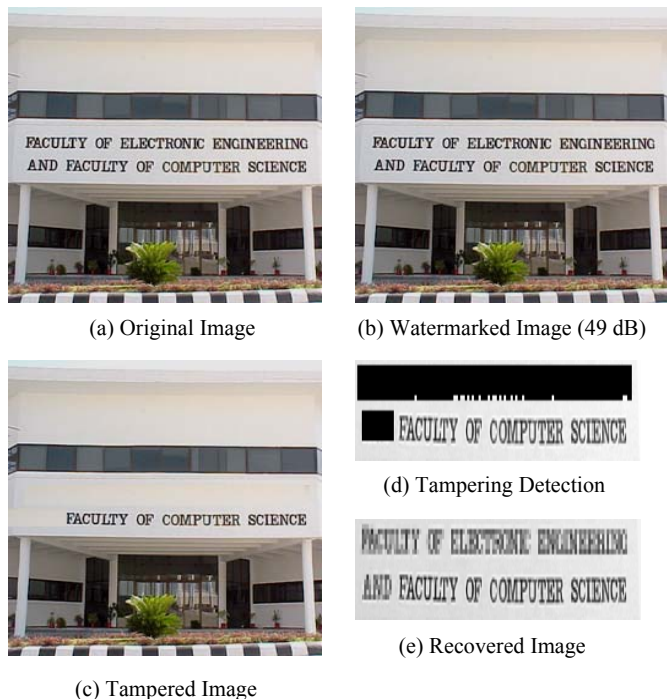 FACULTY OF ELECTRONIC ENGINEERING
AND FACULTY OF COMPUTER SCIENCE
(a) Original Image
FACULTY OF ELECTRONIC ENGINEERING
AND FACULTY OF COMPUTER SCIENCE
(b) Watermarked Image (49 dB)
FACULTY OF COMPUTER SCIENCE
(c) Tampered Image
FACULTY OF COMPUTER SCIENCE
(d) Tampering Detection
FACULTY OF ELECTRONIC ENGINEERING
AND FACULTY OF COMPUTER SCIENCE
(e) Recovered Image